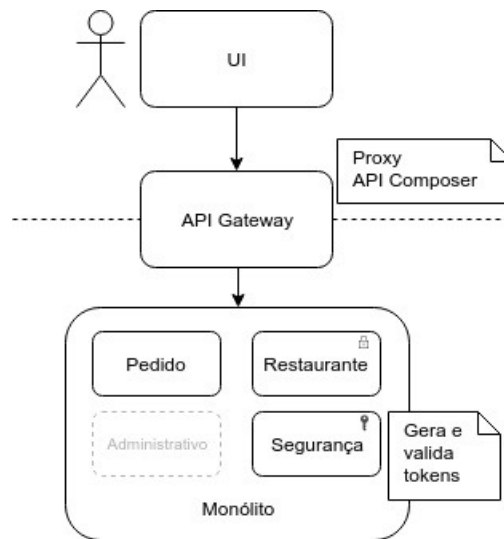 UI
Proxy
API Composer
API Gateway
Pedido
Restaurante
Administrativo
Segurança
Gera e
valida
tokens
Monólito